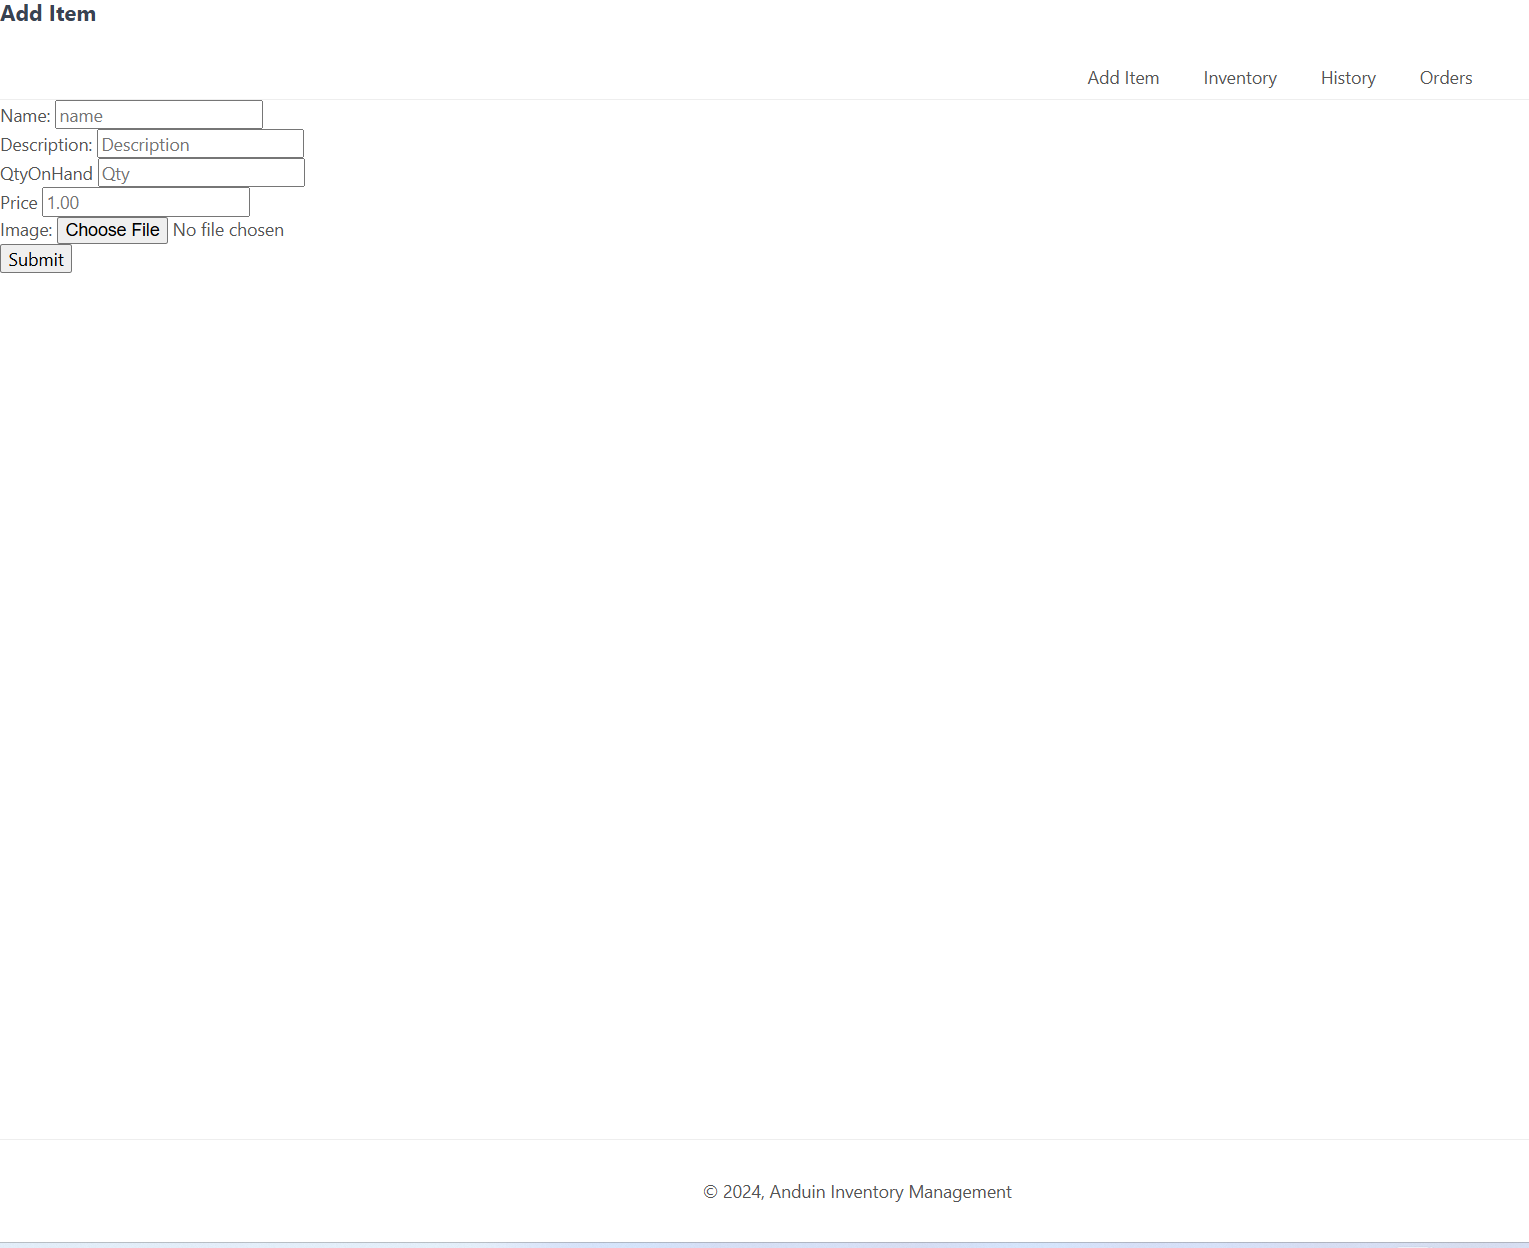 Add Item
Add Item Inventory History Orders
Name: name
Description: Description
QtyOnHand Qty
Price 1.00
Image: Choose File No file chosen
Submit
© 2024, Anduin Inventory Management